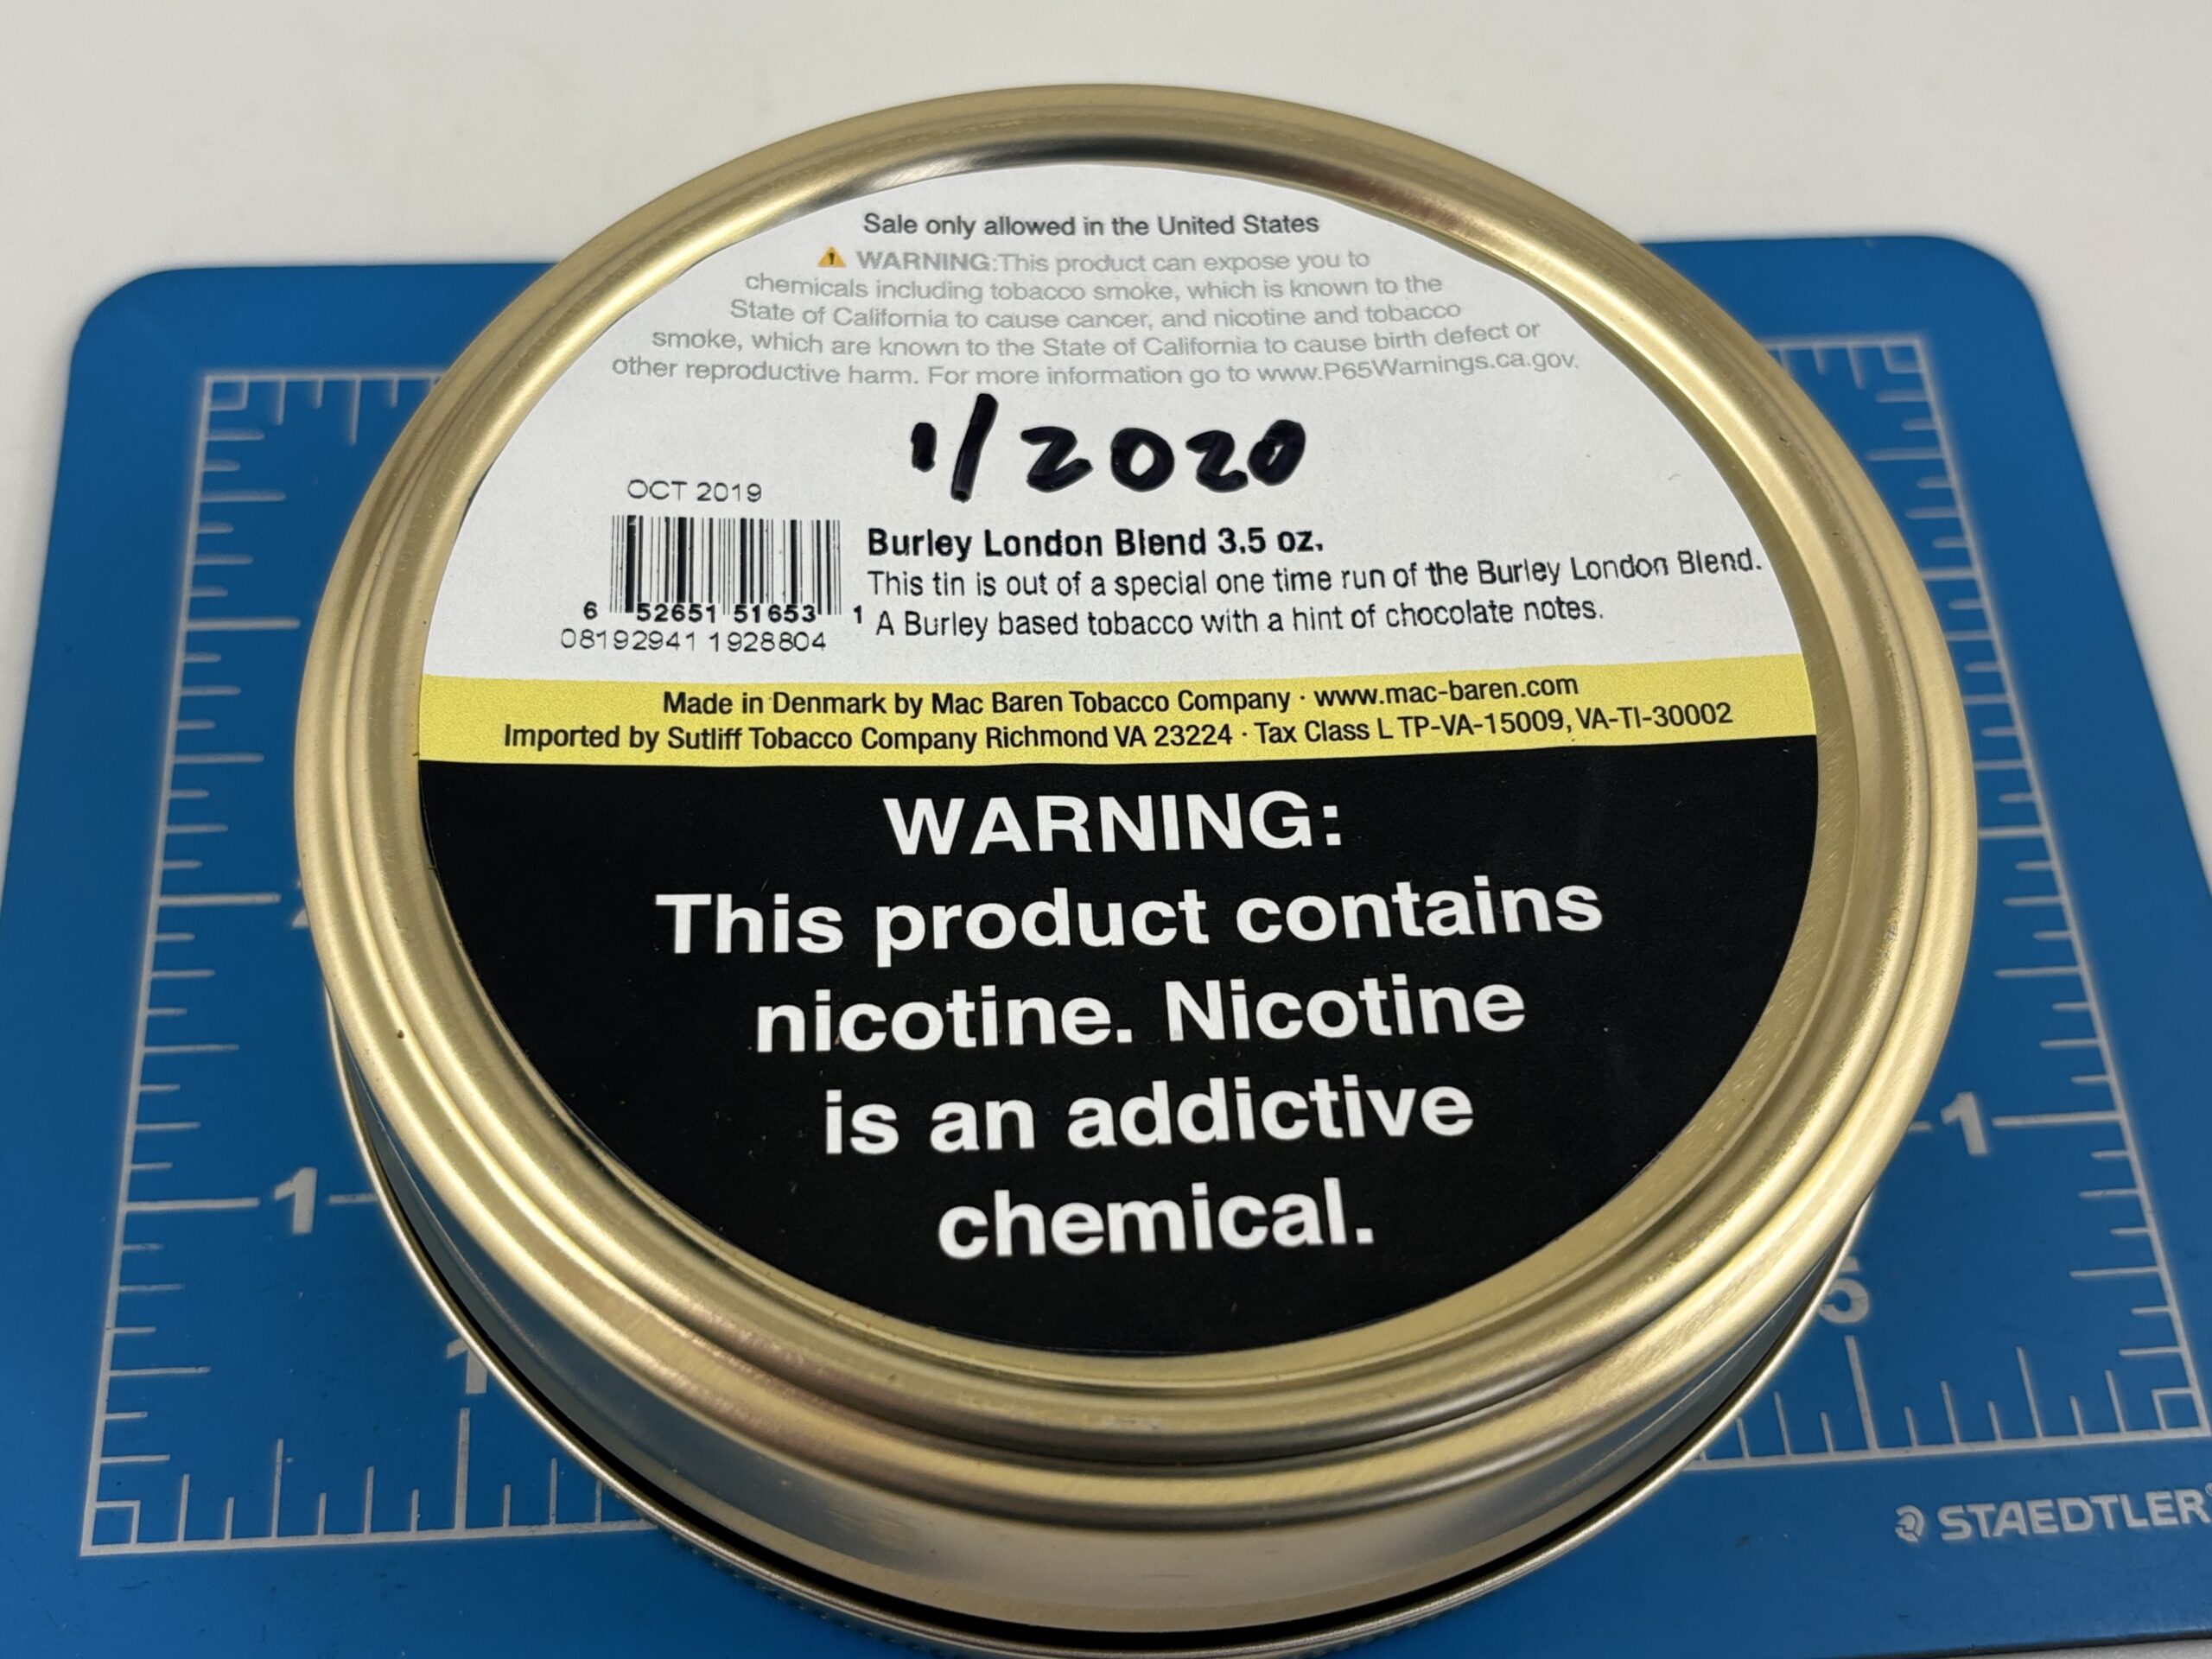 Sale only allowed in the United States
⚠ WARNING:This product can expose you to
chemicals including tobacco smoke, which is known to the
State of California to cause cancer, and nicotine and tobacco
smoke, which are known to the State of California to cause birth defect or
other reproductive harm. For more information go to www.P65Warnings.ca.gov.
1/2020
OCT 2019
6 52651 51653 1
08192941 1928804
Burley London Blend 3.5 oz.
This tin is out of a special one time run of the Burley London Blend.
A Burley based tobacco with a hint of chocolate notes.
Made in Denmark by Mac Baren Tobacco Company · www.mac-baren.com
Imported by Sutliff Tobacco Company Richmond VA 23224 · Tax Class L TP-VA-15009, VA-TI-30002
WARNING:
This product contains
nicotine. Nicotine
is an addictive
chemical.
1
1
1
5
STAEDTLER